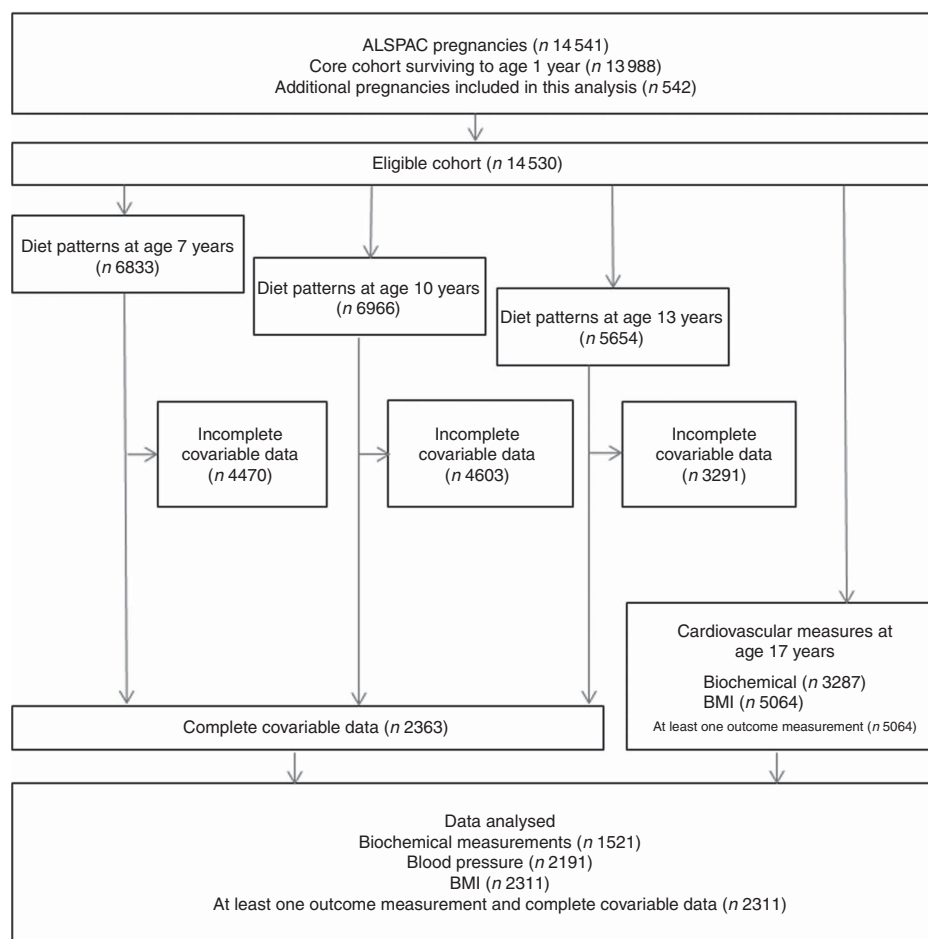 ALSPAC pregnancies (n 14 541)
Core cohort surviving to age 1 year (n 13 988)
Additional pregnancies included in this analysis (n 542)
Eligible cohort (n 14 530)
Diet patterns at age 7 years
(n 6833)
Diet patterns at age 10 years
(n 6966)
Diet patterns at age 13 years
(n 5654)
Incomplete
covariable data
(n 4470)
Incomplete
covariable data
(n 4603)
Incomplete
covariable data
(n 3291)
Cardiovascular measures at
age 17 years
Biochemical (n 3287)
BMI (n 5064)
At least one outcome measurement (n 5064)
Complete covariable data (n 2363)
Data analysed
Biochemical measurements (n 1521)
Blood pressure (n 2191)
BMI (n 2311)
At least one outcome measurement and complete covariable data (n 2311)